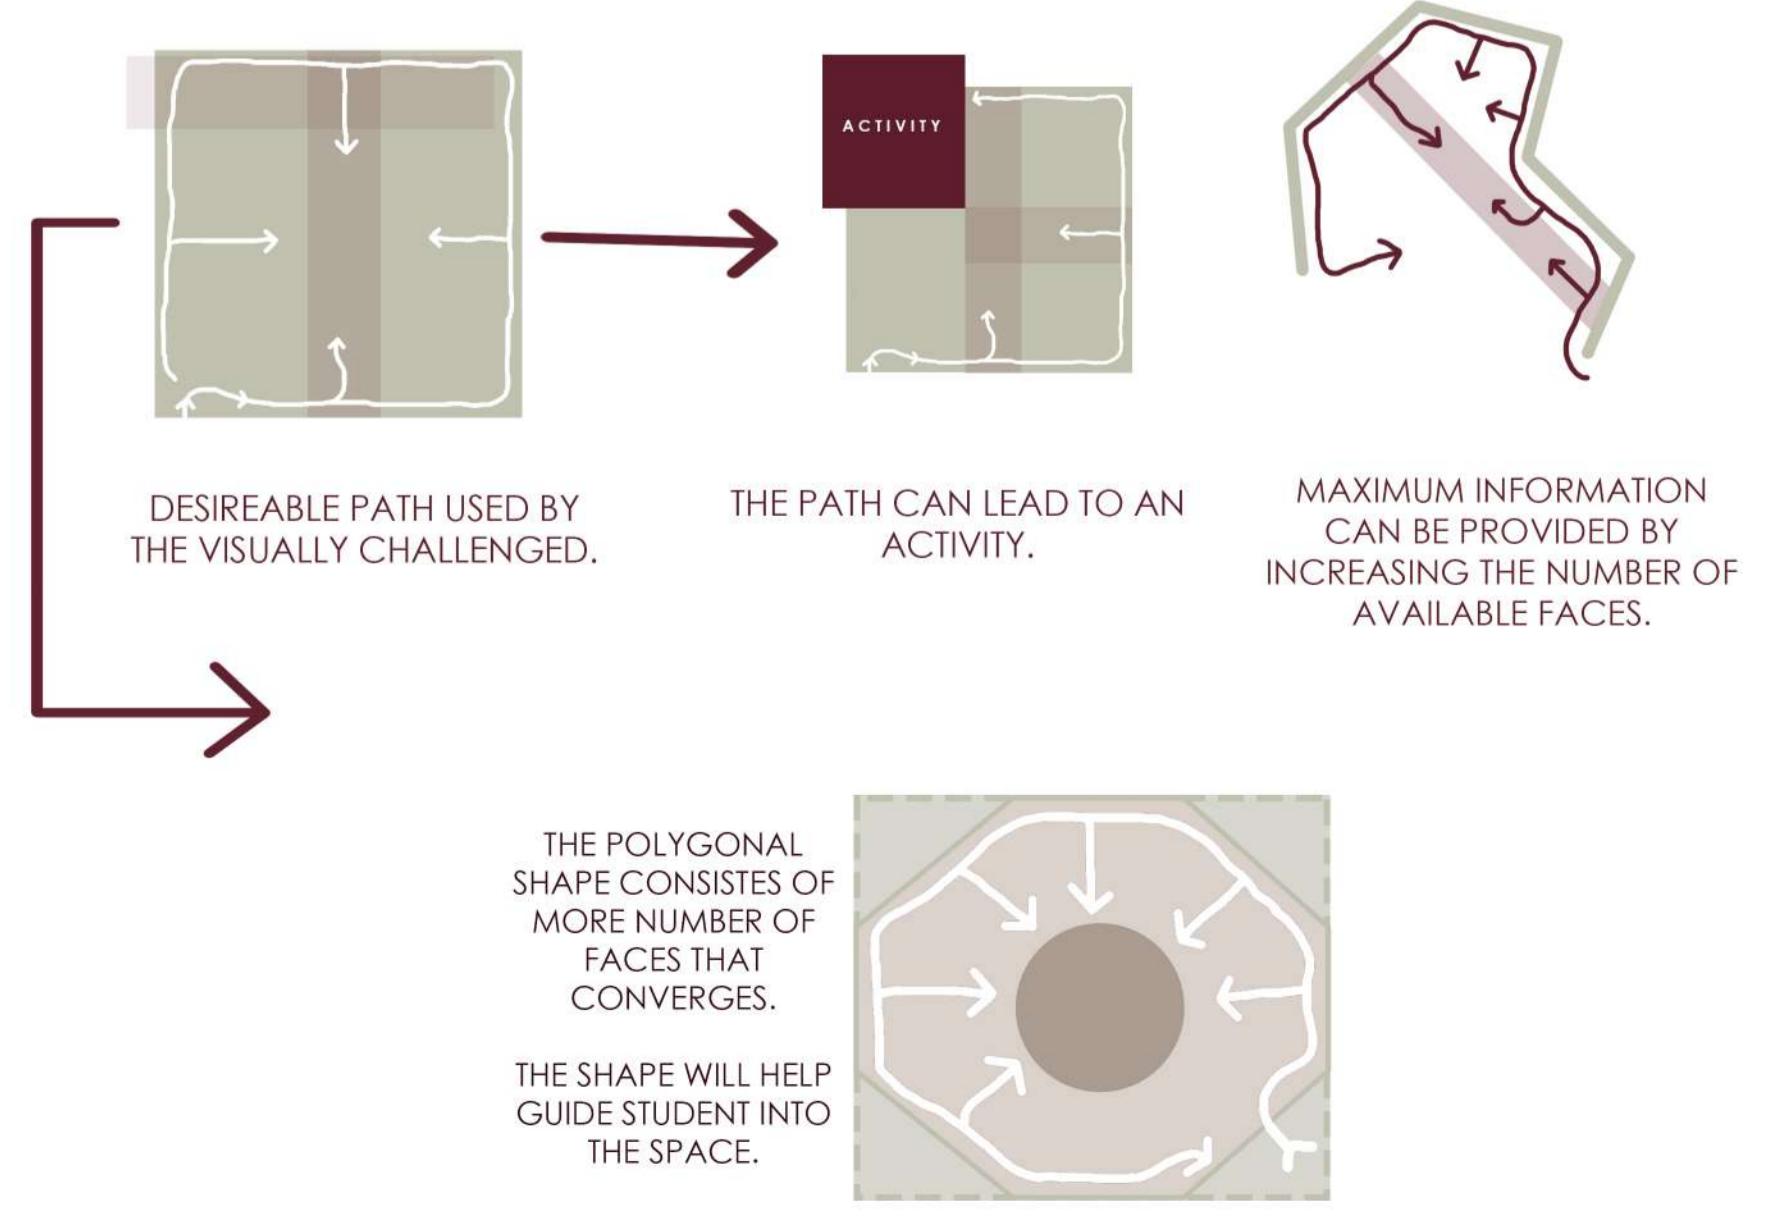 ACTIVITY
DESIREABLE PATH USED BY
THE VISUALLY CHALLENGED.
THE PATH CAN LEAD TO AN
ACTIVITY.
MAXIMUM INFORMATION
CAN BE PROVIDED BY
INCREASING THE NUMBER OF
AVAILABLE FACES.
THE POLYGONAL
SHAPE CONSISTES OF
MORE NUMBER OF
FACES THAT
CONVERGES.
THE SHAPE WILL HELP
GUIDE STUDENT INTO
THE SPACE.